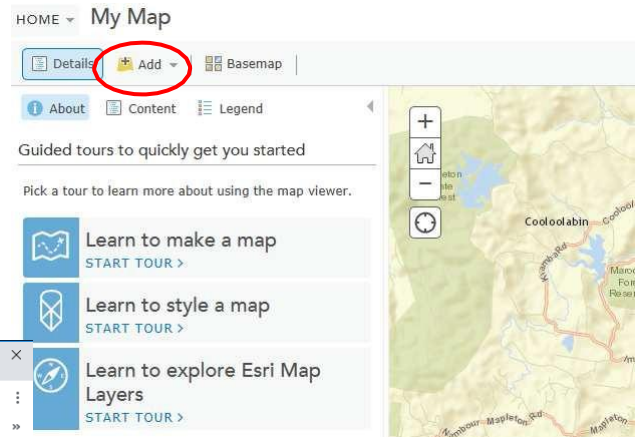 HOME My Map
Details Add Basemap
About Content Legend
Guided tours to quickly get you started
Pick a tour to learn more about using the map viewer.
Learn to make a map
START TOUR >
Learn to style a map
START TOUR >
Learn to explore Esri Map
Layers
START TOUR >
+
−
Cooloolabin
Mapleton Rd
Mapleton